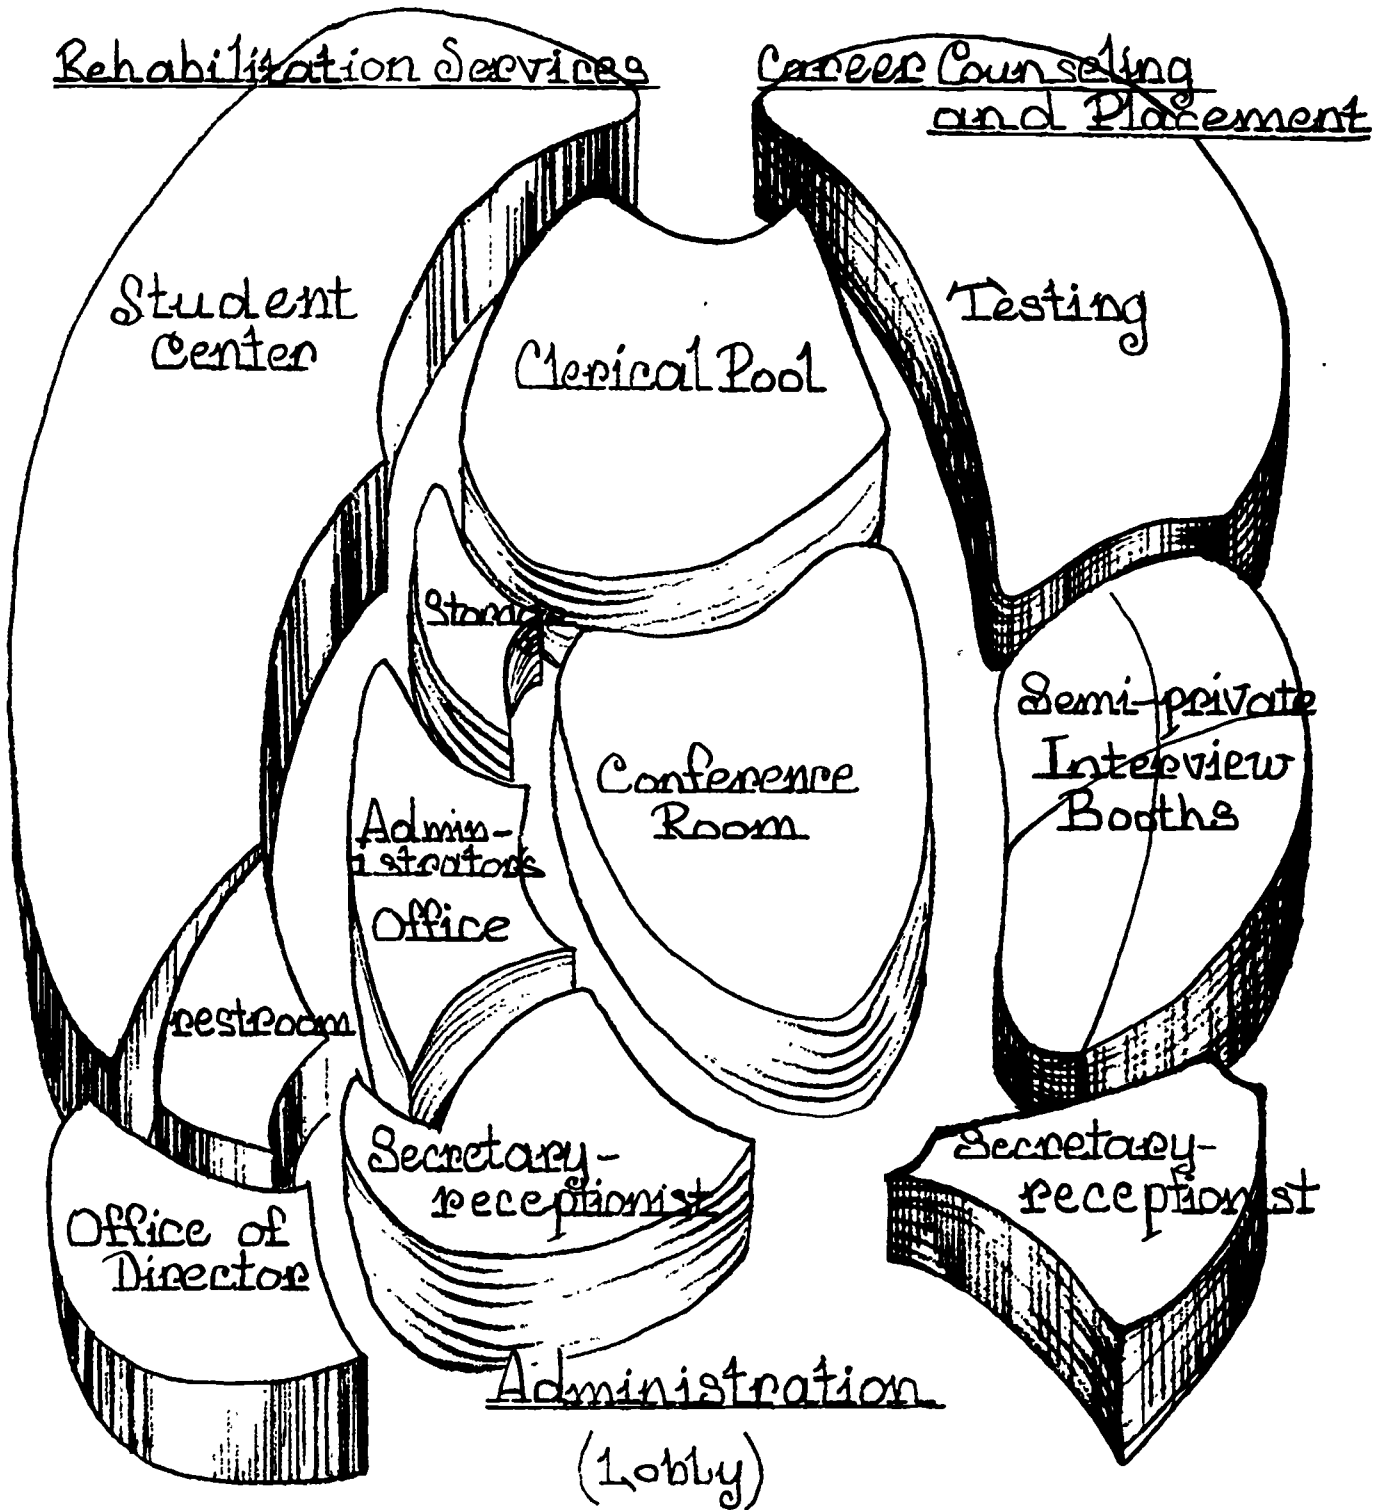 Rehabilitation Services
Career Counseling
and Placement
Student
Center
Testing
Clerical Pool
Storage
Semi-private
Interview
Booths
Conference
Room
Admin-
istrator's
Office
restroom
Secretary-
receptionist
Secretary-
receptionist
Office of
Director
Administration
(Lobby)